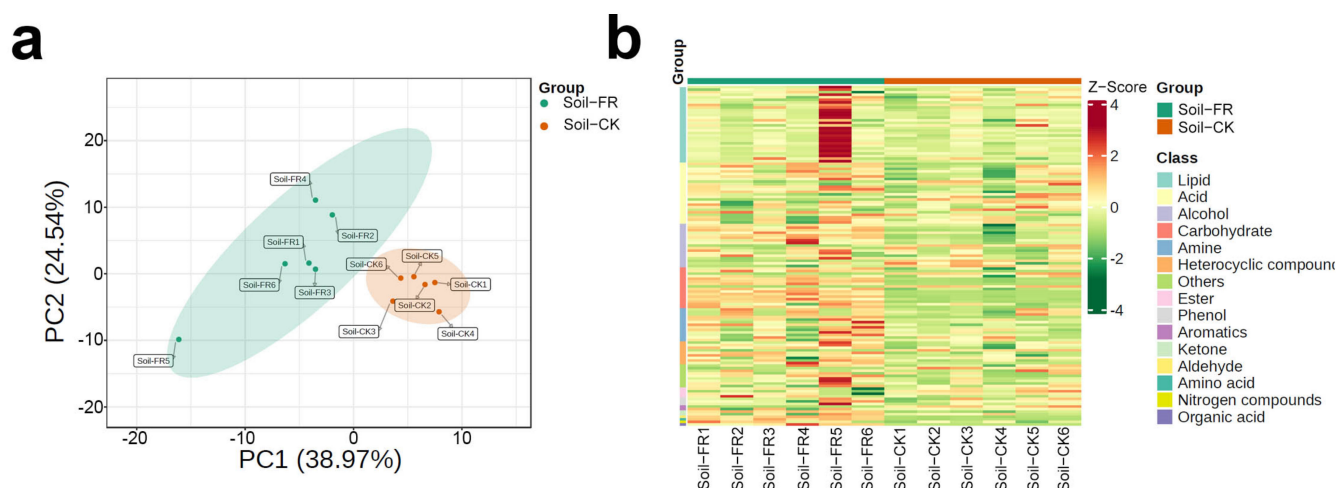 a
PC2 (24.54%)
20
10
0
-10
-20
-20
-10
0
10
PC1 (38.97%)
Soil-FR4
Soil-FR2
Soil-FR1
Soil-FR6
Soil-FR3
Soil-FR5
Soil-CK5
Soil-CK6
Soil-CK1
Soil-CK2
Soil-CK3
Soil-CK4
Group
Soil-FR
Soil-CK
b
Group
Soil-FR1
Soil-FR2
Soil-FR3
Soil-FR4
Soil-FR5
Soil-FR6
Soil-CK1
Soil-CK2
Soil-CK3
Soil-CK4
Soil-CK5
Soil-CK6
Z-Score
4
2
0
-2
-4
Group
Soil-FR
Soil-CK
Class
Lipid
Acid
Alcohol
Carbohydrate
Amine
Heterocyclic compoun
Others
Ester
Phenol
Aromatics
Ketone
Aldehyde
Amino acid
Nitrogen compounds
Organic acid